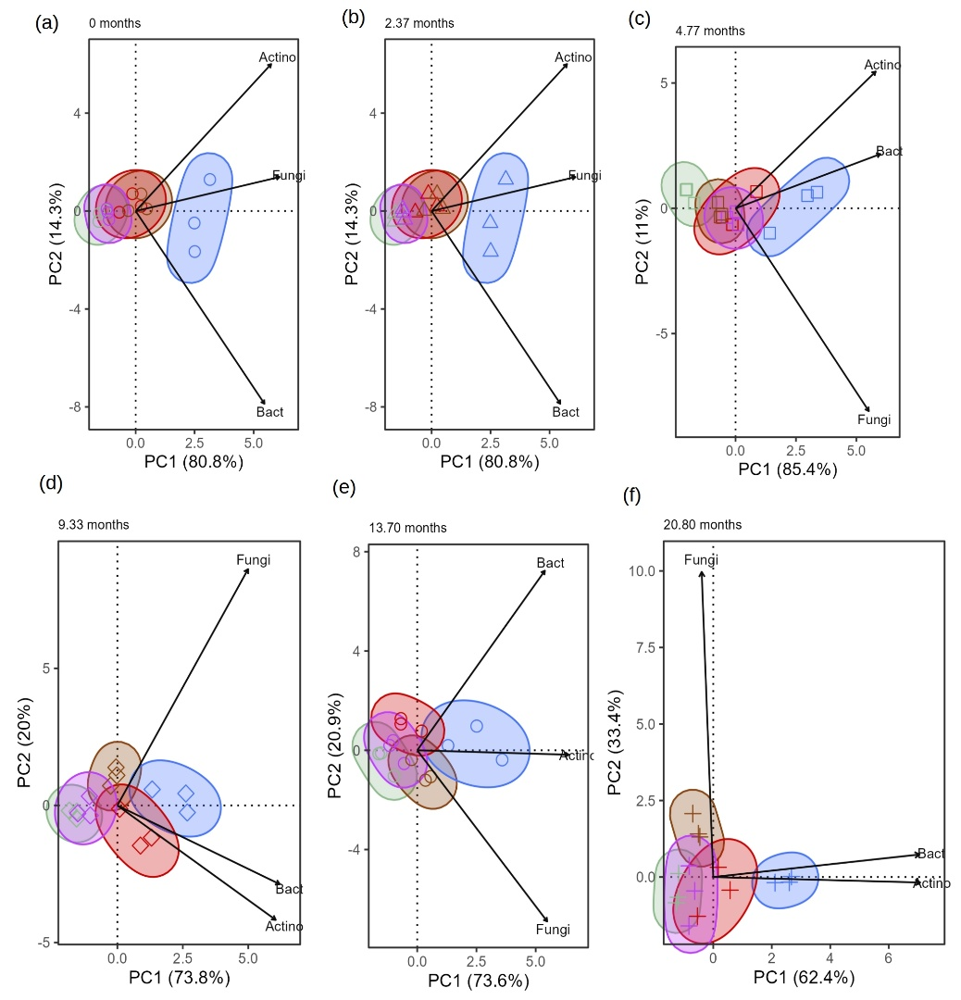 (a)
0 months
Actino
Fungi
Bact
4
0
-4
-8
0.0 2.5 5.0
PC1 (80.8%)
PC2 (14.3%)
(b)
2.37 months
Actino
Fungi
Bact
4
0
-4
-8
0.0 2.5 5.0
PC1 (80.8%)
PC2 (14.3%)
(c)
4.77 months
Actino
Bact
Fungi
5
0
-5
0.0 2.5 5.0
PC1 (85.4%)
PC2 (11%)
(d)
9.33 months
Fungi
Bact
Actino
5
0
-5
0.0 2.5 5.0
PC1 (73.8%)
PC2 (20%)
(e)
13.70 months
Bact
Actino
Fungi
8
4
0
-4
0.0 2.5 5.0
PC1 (73.6%)
PC2 (20.9%)
(f)
20.80 months
Fungi
Bact
Actino
10.0
7.5
5.0
2.5
0.0
0 2 4 6
PC1 (62.4%)
PC2 (33.4%)